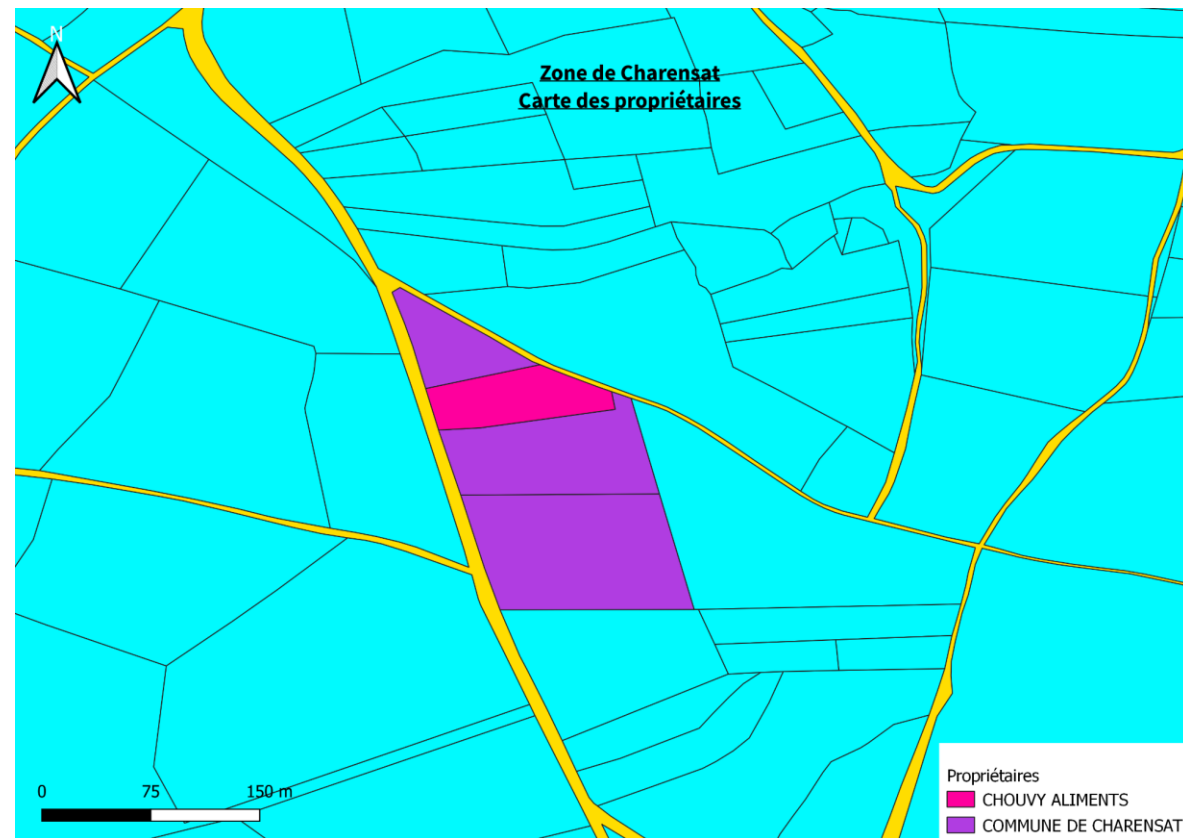 N
Zone de Charensat
Carte des propriétaires
0 75 150 m
Propriétaires
CHOUVY ALIMENTS
COMMUNE DE CHARENSAT